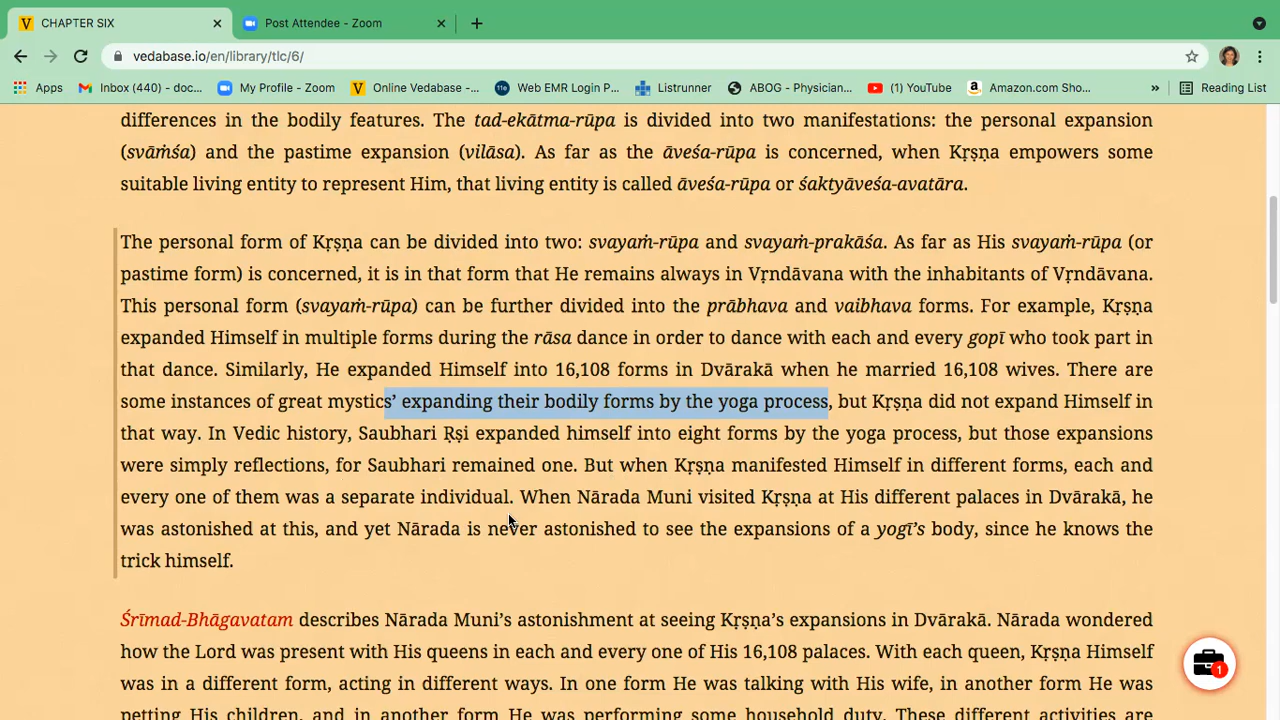 CHAPTER SIX
Post Attendee - Zoom
vedabase.io/en/library/tlc/6/
Apps
Inbox (440) - doc...
My Profile - Zoom
Online Vedabase -...
Web EMR Login P...
Listrunner
ABOG - Physician...
(1) YouTube
Amazon.com Sho...
»
Reading List
differences in the bodily features. The tad-ekātma-rūpa is divided into two manifestations: the personal expansion
(svāṁśa) and the pastime expansion (vilāsa). As far as the āveśa-rūpa is concerned, when Kṛṣṇa empowers some
suitable living entity to represent Him, that living entity is called āveśa-rūpa or śaktyāveśa-avatāra.
The personal form of Kṛṣṇa can be divided into two: svayaṁ-rūpa and svayaṁ-prakāśa. As far as His svayaṁ-rūpa (or
pastime form) is concerned, it is in that form that He remains always in Vṛndāvana with the inhabitants of Vṛndāvana.
This personal form (svayaṁ-rūpa) can be further divided into the prābhava and vaibhava forms. For example, Kṛṣṇa
expanded Himself in multiple forms during the rāsa dance in order to dance with each and every gopī who took part in
that dance. Similarly, He expanded Himself into 16,108 forms in Dvārakā when he married 16,108 wives. There are
some instances of great mystics’ expanding their bodily forms by the yoga process, but Kṛṣṇa did not expand Himself in
that way. In Vedic history, Saubhari Ṛṣi expanded himself into eight forms by the yoga process, but those expansions
were simply reflections, for Saubhari remained one. But when Kṛṣṇa manifested Himself in different forms, each and
every one of them was a separate individual. When Nārada Muni visited Kṛṣṇa at His different palaces in Dvārakā, he
was astonished at this, and yet Nārada is never astonished to see the expansions of a yogī’s body, since he knows the
trick himself.
Śrīmad-Bhāgavatam describes Nārada Muni’s astonishment at seeing Kṛṣṇa’s expansions in Dvārakā. Nārada wondered
how the Lord was present with His queens in each and every one of His 16,108 palaces. With each queen, Kṛṣṇa Himself
was in a different form, acting in different ways. In one form He was talking with His wife, in another form He was
petting His children, and in another form He was performing some household duty. These different activities are
1